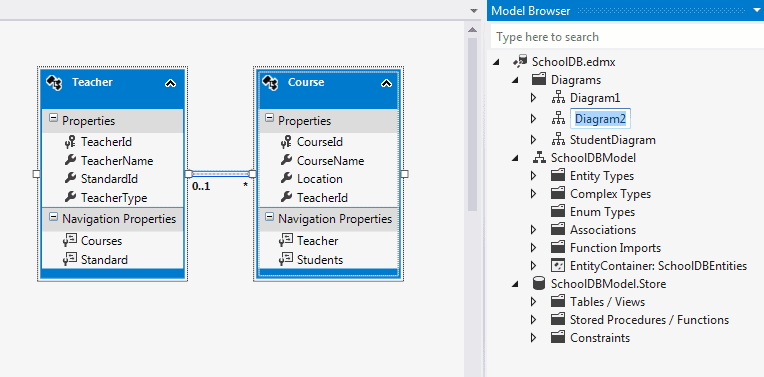 Teacher
Properties
TeacherId
TeacherName
StandardId
TeacherType
Navigation Properties
Courses
Standard
0..1
*
Course
Properties
CourseId
CourseName
Location
TeacherId
Navigation Properties
Teacher
Students
Model Browser
Type here to search
SchoolDB.edmx
Diagrams
Diagram1
Diagram2
StudentDiagram
SchoolDBModel
Entity Types
Complex Types
Enum Types
Associations
Function Imports
EntityContainer: SchoolDBEntities
SchoolDBModel.Store
Tables / Views
Stored Procedures / Functions
Constraints